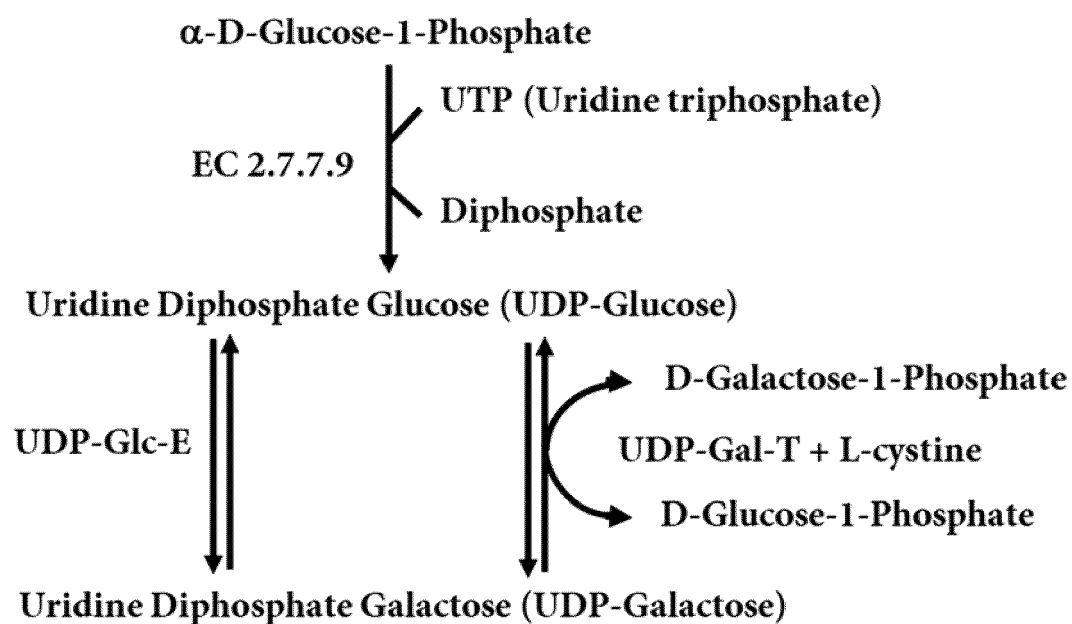 α-D-Glucose-1-Phosphate
UTP (Uridine triphosphate)
EC 2.7.7.9
Diphosphate
Uridine Diphosphate Glucose (UDP-Glucose)
D-Galactose-1-Phosphate
UDP-Glc-E
UDP-Gal-T + L-cystine
D-Glucose-1-Phosphate
Uridine Diphosphate Galactose (UDP-Galactose)